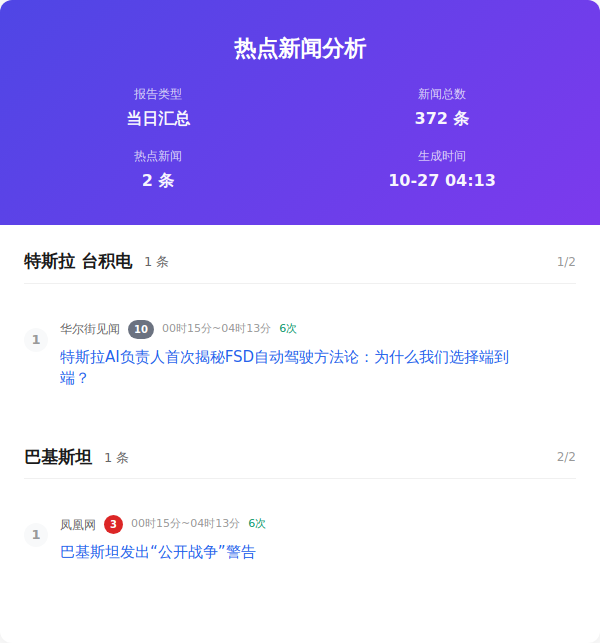 热点新闻分析
报告类型
新闻总数
当日汇总
372 条
热点新闻
生成时间
2 条
10-27 04:13
特斯拉 台积电 1 条 1/2
1 华尔街见闻 10 00时15分~04时13分 6次
特斯拉AI负责人首次揭秘FSD自动驾驶方法论：为什么我们选择端到
端？
巴基斯坦 1 条 2/2
1 凤凰网 3 00时15分~04时13分 6次
巴基斯坦发出“公开战争”警告